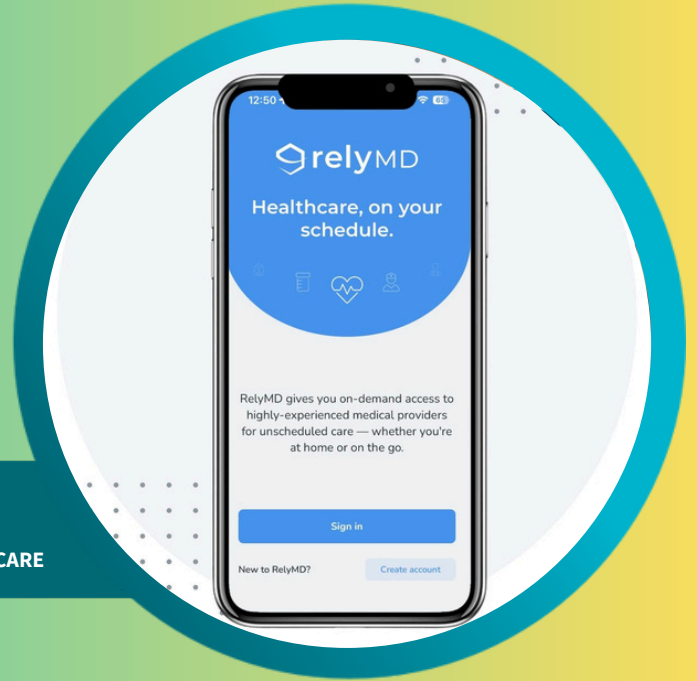 12:50
65
relyMD
Healthcare, on your
schedule.
RelyMD gives you on-demand access to
highly-experienced medical providers
for unscheduled care — whether you're
at home or on the go.
Sign in
New to RelyMD?
Create account
CARE